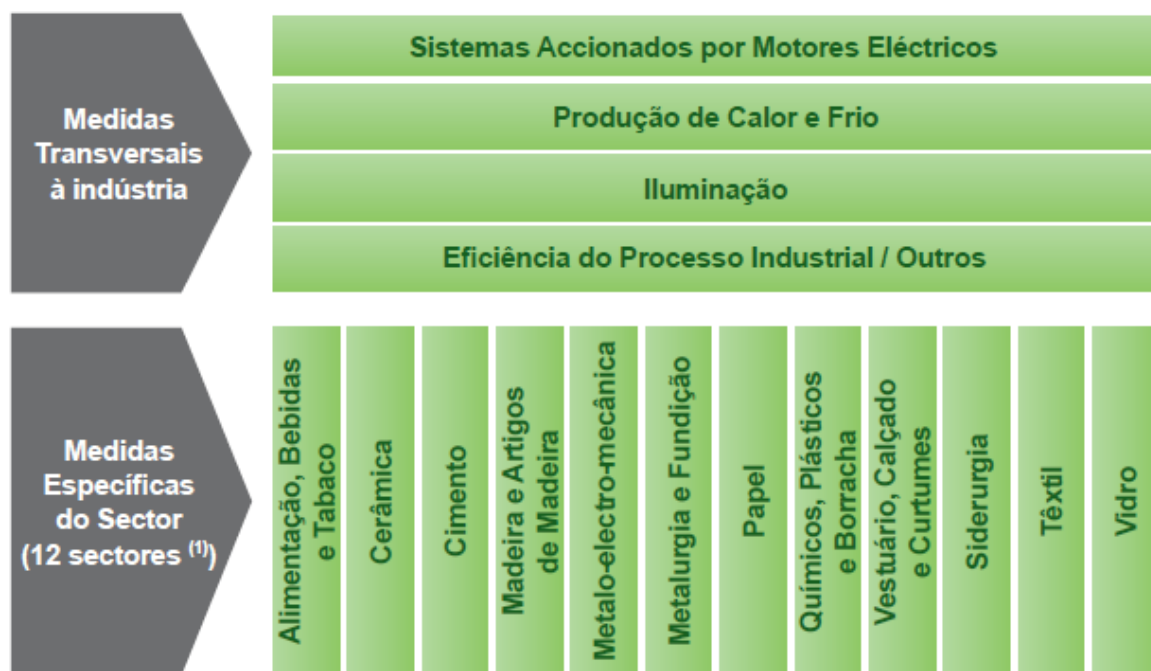 Medidas
Transversais
à indústria
Sistemas Accionados por Motores Eléctricos
Produção de Calor e Frio
Iluminação
Eficiência do Processo Industrial / Outros
Medidas
Específicas
do Sector
(12 sectores (1))
Alimentação, Bebidas
e Tabaco
Cerâmica
Cimento
Madeira e Artigos
de Madeira
Metalo-electro-mecânica
Metalurgia e Fundição
Papel
Químicos, Plásticos
e Borracha
Vestuário, Calçado
e Curtumes
Siderurgia
Têxtil
Vidro